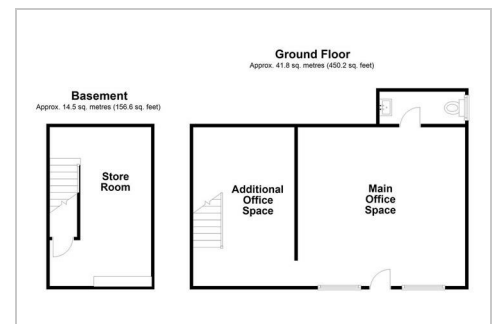 Ground Floor
Approx. 41.8 sq. metres (450.2 sq. feet)
Basement
Approx. 14.5 sq. metres (156.6 sq. feet)
Store
Room
Additional
Office
Space
Main
Office
Space